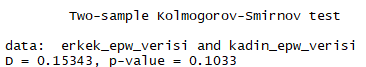 Two-sample Kolmogorov-Smirnov test
data:  erkek_epw_verisi and kadin_epw_verisi
D = 0.15343, p-value = 0.1033